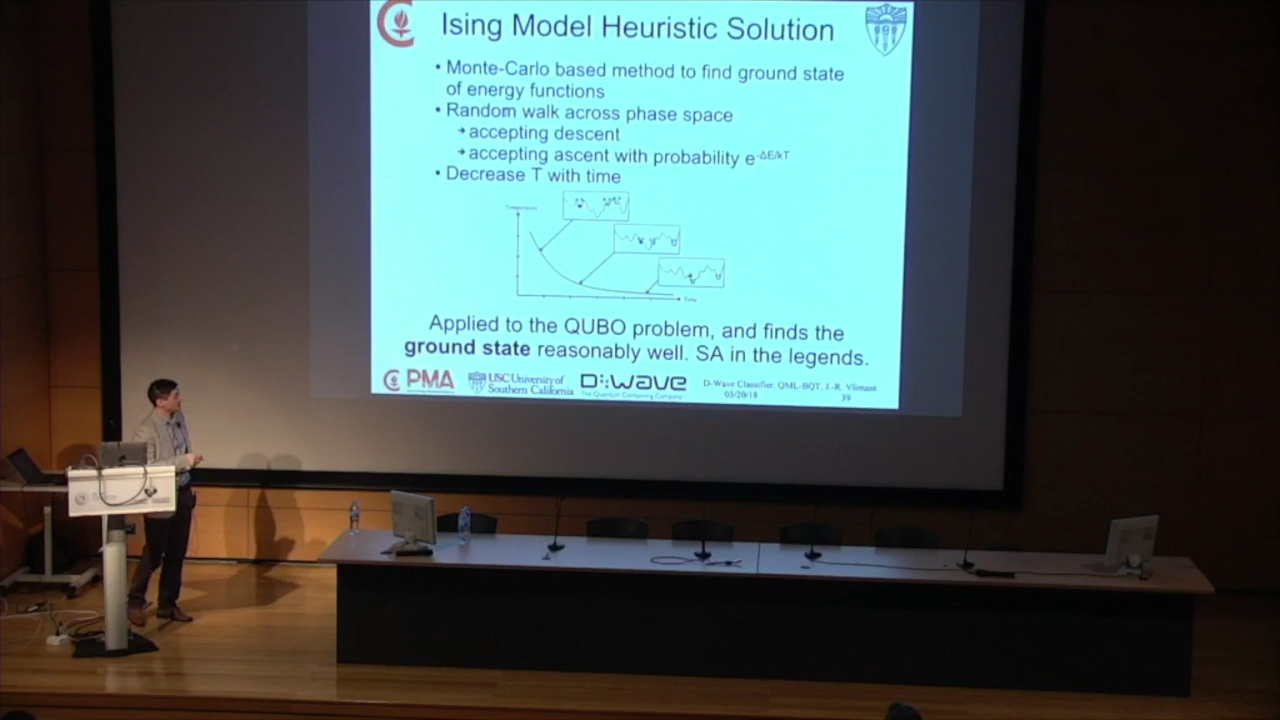 Ising Model Heuristic Solution
• Monte-Carlo based method to find ground state
of energy functions
• Random walk across phase space
→ accepting descent
→ accepting ascent with probability e-ΔE/kT
• Decrease T with time
Temperature
Time
Applied to the QUBO problem, and finds the
ground state reasonably well. SA in the legends.
PMA
USC University of
Southern California
D:Wave
The Quantum Computing Company
D-Wave Classifier, QML-BQT, J.-R. Vlimant
03/20/18
39